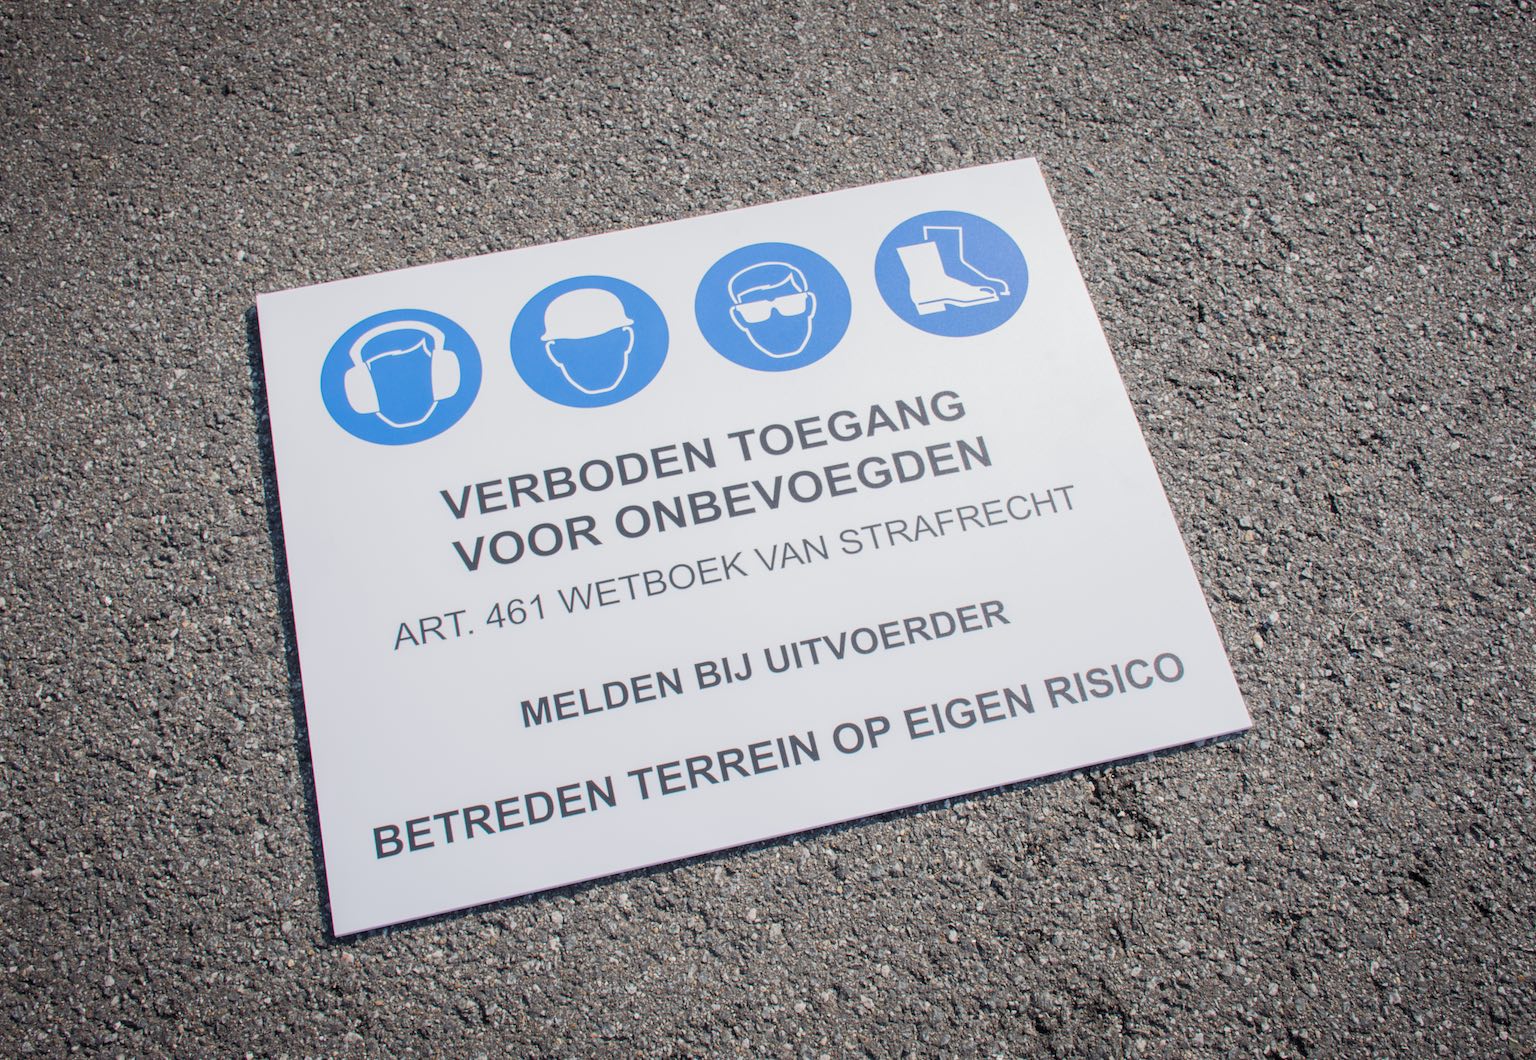 VERBODEN TOEGANG
VOOR ONBEVOEGDEN
ART. 461 WETBOEK VAN STRAFRECHT
MELDEN BIJ UITVOERDER
BETREDEN TERREIN OP EIGEN RISICO